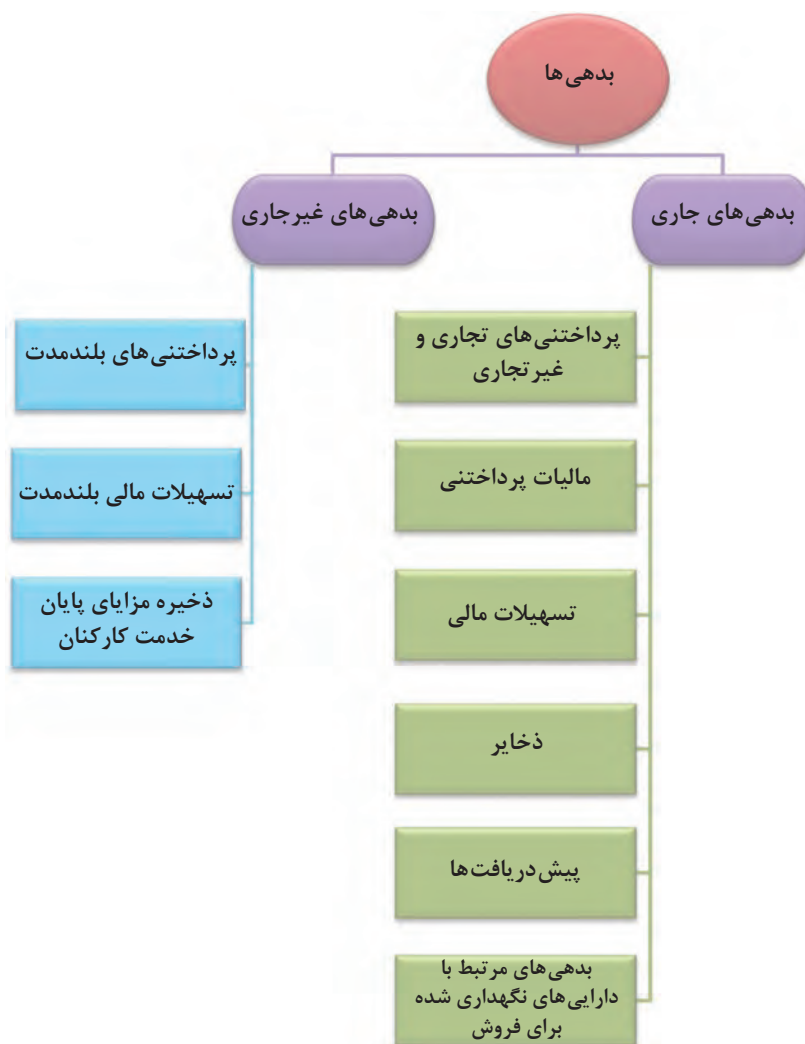 بدهی‌ها
بدهی‌های جاری
پرداختنی‌های تجاری و
غیرتجاری
مالیات پرداختنی
تسهیلات مالی
ذخایر
پیش‌دریافت‌ها
بدهی‌های مرتبط با
دارایی‌های نگهداری شده
برای فروش
بدهی‌های غیرجاری
پرداختنی‌های بلندمدت
تسهیلات مالی بلندمدت
ذخیره مزایای پایان
خدمت کارکنان